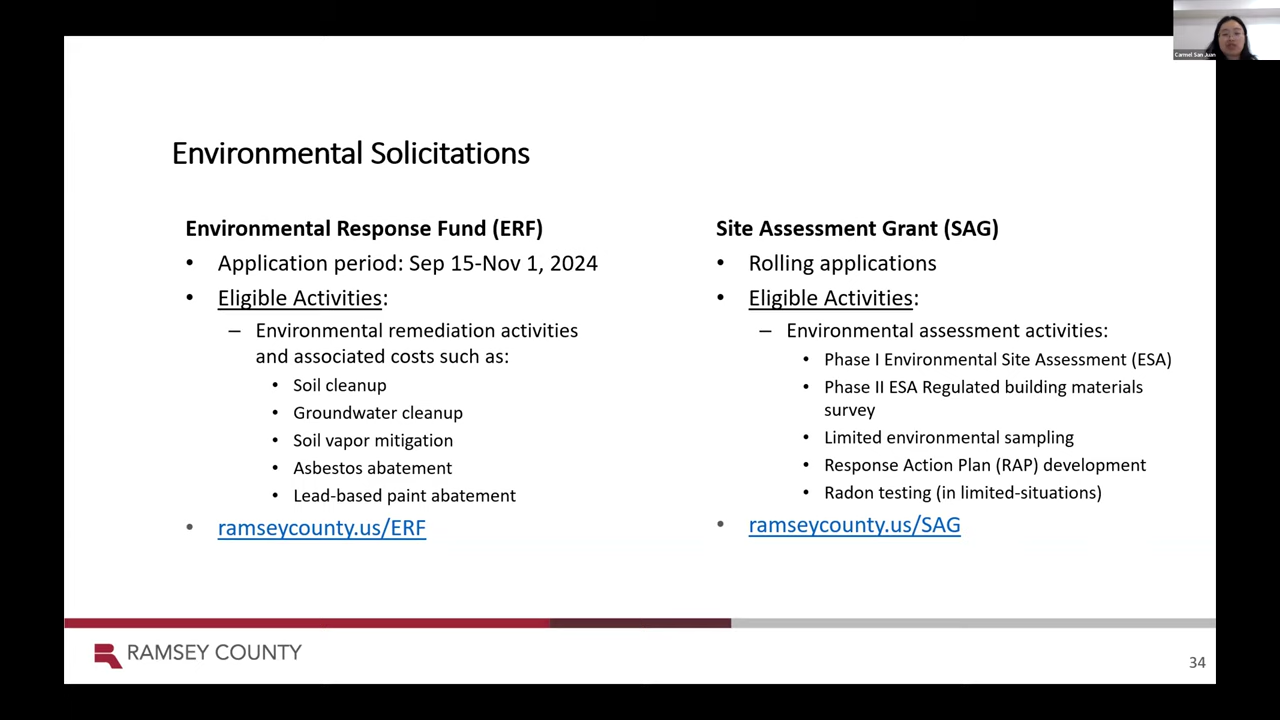 Carmel San Juan
Environmental Solicitations
Environmental Response Fund (ERF)
• Application period: Sep 15-Nov 1, 2024
• Eligible Activities:
– Environmental remediation activities
and associated costs such as:
• Soil cleanup
• Groundwater cleanup
• Soil vapor mitigation
• Asbestos abatement
• Lead-based paint abatement
• ramseycounty.us/ERF
Site Assessment Grant (SAG)
• Rolling applications
• Eligible Activities:
– Environmental assessment activities:
• Phase I Environmental Site Assessment (ESA)
• Phase II ESA Regulated building materials
survey
• Limited environmental sampling
• Response Action Plan (RAP) development
• Radon testing (in limited-situations)
• ramseycounty.us/SAG
RAMSEY COUNTY
34